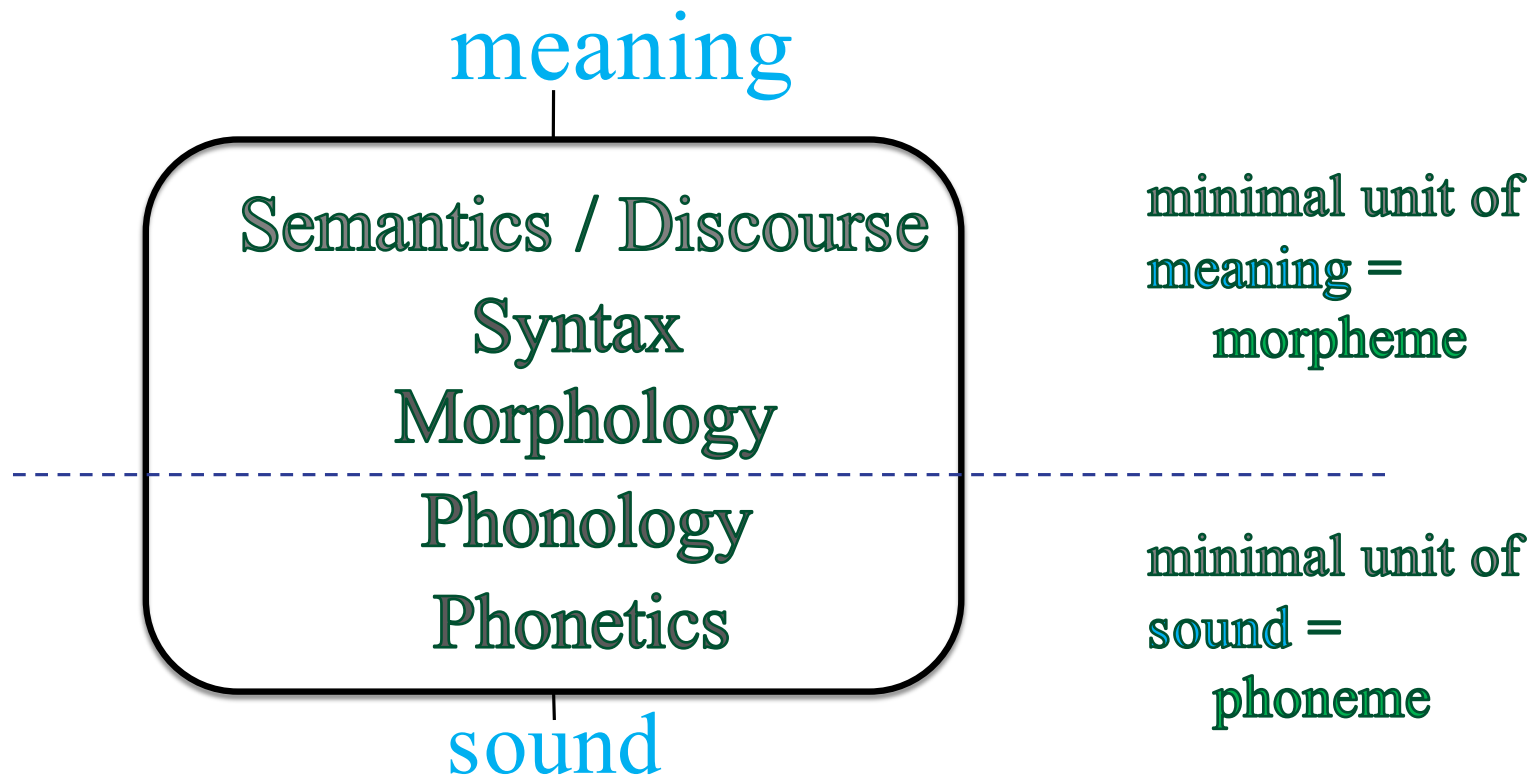 meaning
Semantics / Discourse
Syntax
Morphology
Phonology
Phonetics
sound
minimal unit of
meaning =
morpheme
minimal unit of
sound =
phoneme